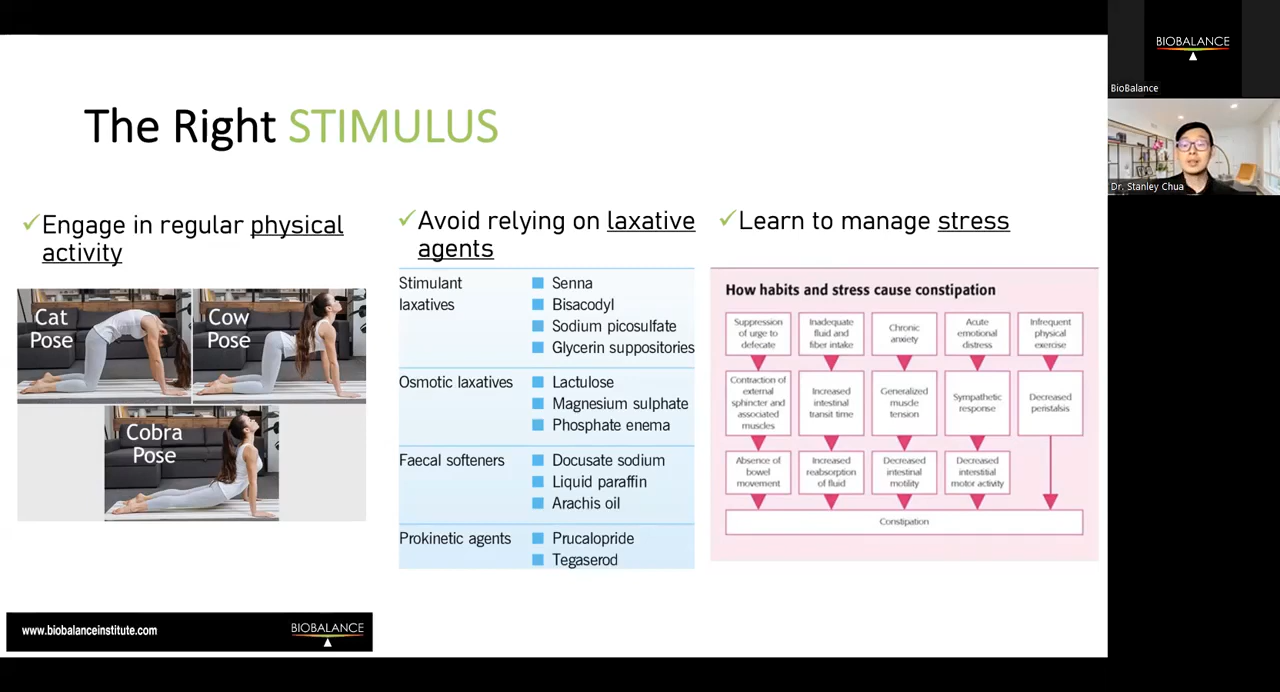 The Right STIMULUS
✓Engage in regular physical
activity
Cat
Pose
Cow
Pose
Cobra
Pose
✓Avoid relying on laxative
agents
Stimulant
laxatives
Senna
Bisacodyl
Sodium picosulfate
Glycerin suppositories
Osmotic laxatives
Lactulose
Magnesium sulphate
Phosphate enema
Faecal softeners
Docusate sodium
Liquid paraffin
Arachis oil
Prokinetic agents
Prucalopride
Tegaserod
✓Learn to manage stress
How habits and stress cause constipation
Suppression
of urge to
defecate
Inadequate
fluid and
fiber intake
Chronic
anxiety
Acute
emotional
distress
Infrequent
physical
exercise
Contraction of
external
sphincter and
associated
muscles
Increased
intestinal
transit time
Generalized
muscle
tension
Sympathetic
response
Decreased
peristalsis
Absence of
bowel
movement
Increased
reabsorption
of fluid
Decreased
intestinal
motility
Decreased
interstitial
motor activity
Constipation
www.biobalanceinstitute.com
BIOBALANCE
BIOBALANCE
BioBalance
Dr. Stanley Chua